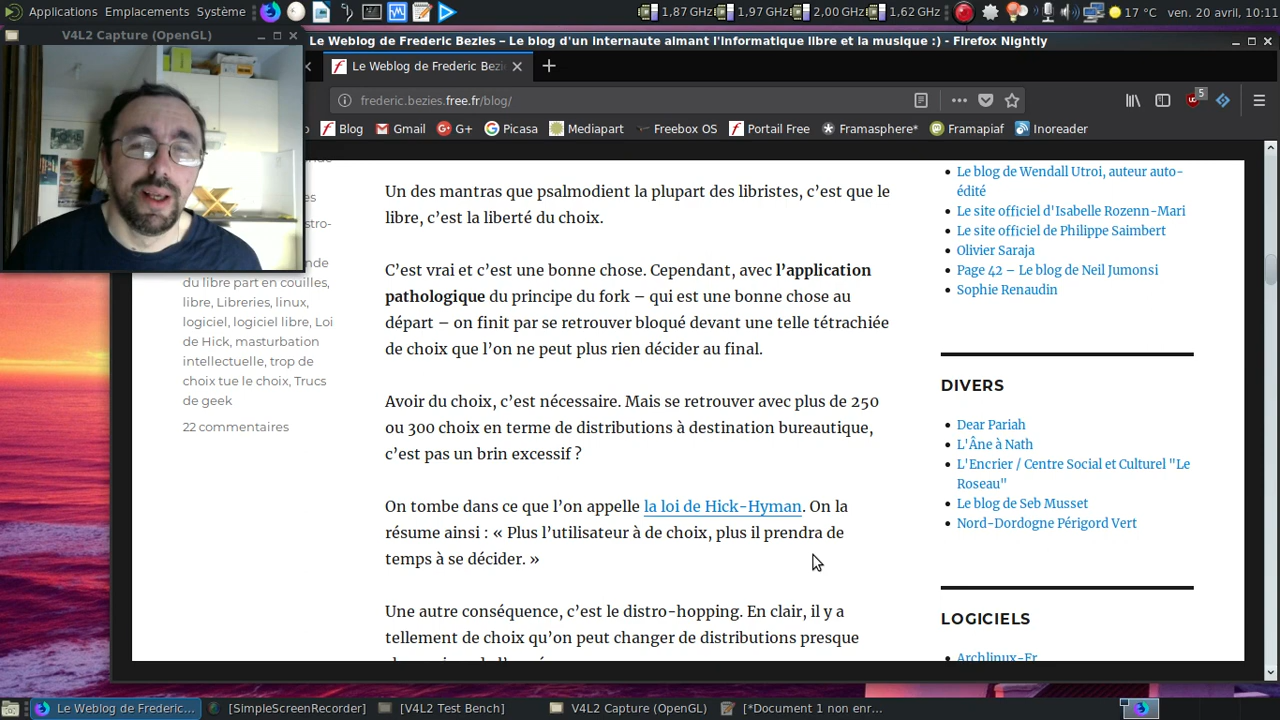 Applications Emplacements Système
1,87 GHz 1,97 GHz 2,00 GHz 1,62 GHz
17 °C ven. 20 avril, 10:11
V4L2 Capture (OpenGL)
Le Weblog de Frederic Bezies – Le blog d'un internaute aimant l'informatique libre et la musique :) - Firefox Nightly
Le Weblog de Frederic Bezi
frederic.bezies.free.fr/blog/
5
Blog Gmail G+ Picasa Mediapart Freebox OS Portail Free Framasphere* Framapiaf Inoreader
du libre part en couilles,
libre, Libreries, linux,
logiciel, logiciel libre, Loi
de Hick, masturbation
intellectuelle, trop de
choix tue le choix, Trucs
de geek
22 commentaires
Un des mantras que psalmodient la plupart des libristes, c’est que le
libre, c’est la liberté du choix.
C’est vrai et c’est une bonne chose. Cependant, avec l’application
pathologique du principe du fork – qui est une bonne chose au
départ – on finit par se retrouver bloqué devant une telle tétrachiée
de choix que l’on ne peut plus rien décider au final.
Avoir du choix, c’est nécessaire. Mais se retrouver avec plus de 250
ou 300 choix en terme de distributions à destination bureautique,
c’est pas un brin excessif ?
On tombe dans ce que l’on appelle la loi de Hick-Hyman. On la
résume ainsi : « Plus l’utilisateur à de choix, plus il prendra de
temps à se décider. »
Une autre conséquence, c’est le distro-hopping. En clair, il y a
tellement de choix qu’on peut changer de distributions presque
Le blog de Wendall Utroi, auteur auto-
édité
Le site officiel d'Isabelle Rozenn-Mari
Le site officiel de Philippe Saimbert
Olivier Saraja
Page 42 – Le blog de Neil Jumonsi
Sophie Renaudin
DIVERS
Dear Pariah
L'Âne à Nath
L'Encrier / Centre Social et Culturel "Le
Roseau"
Le blog de Seb Musset
Nord-Dordogne Périgord Vert
LOGICIELS
Archlinux-Fr
Le Weblog de Frederic... [SimpleScreenRecorder] [V4L2 Test Bench] V4L2 Capture (OpenGL) [*Document 1 non enr...